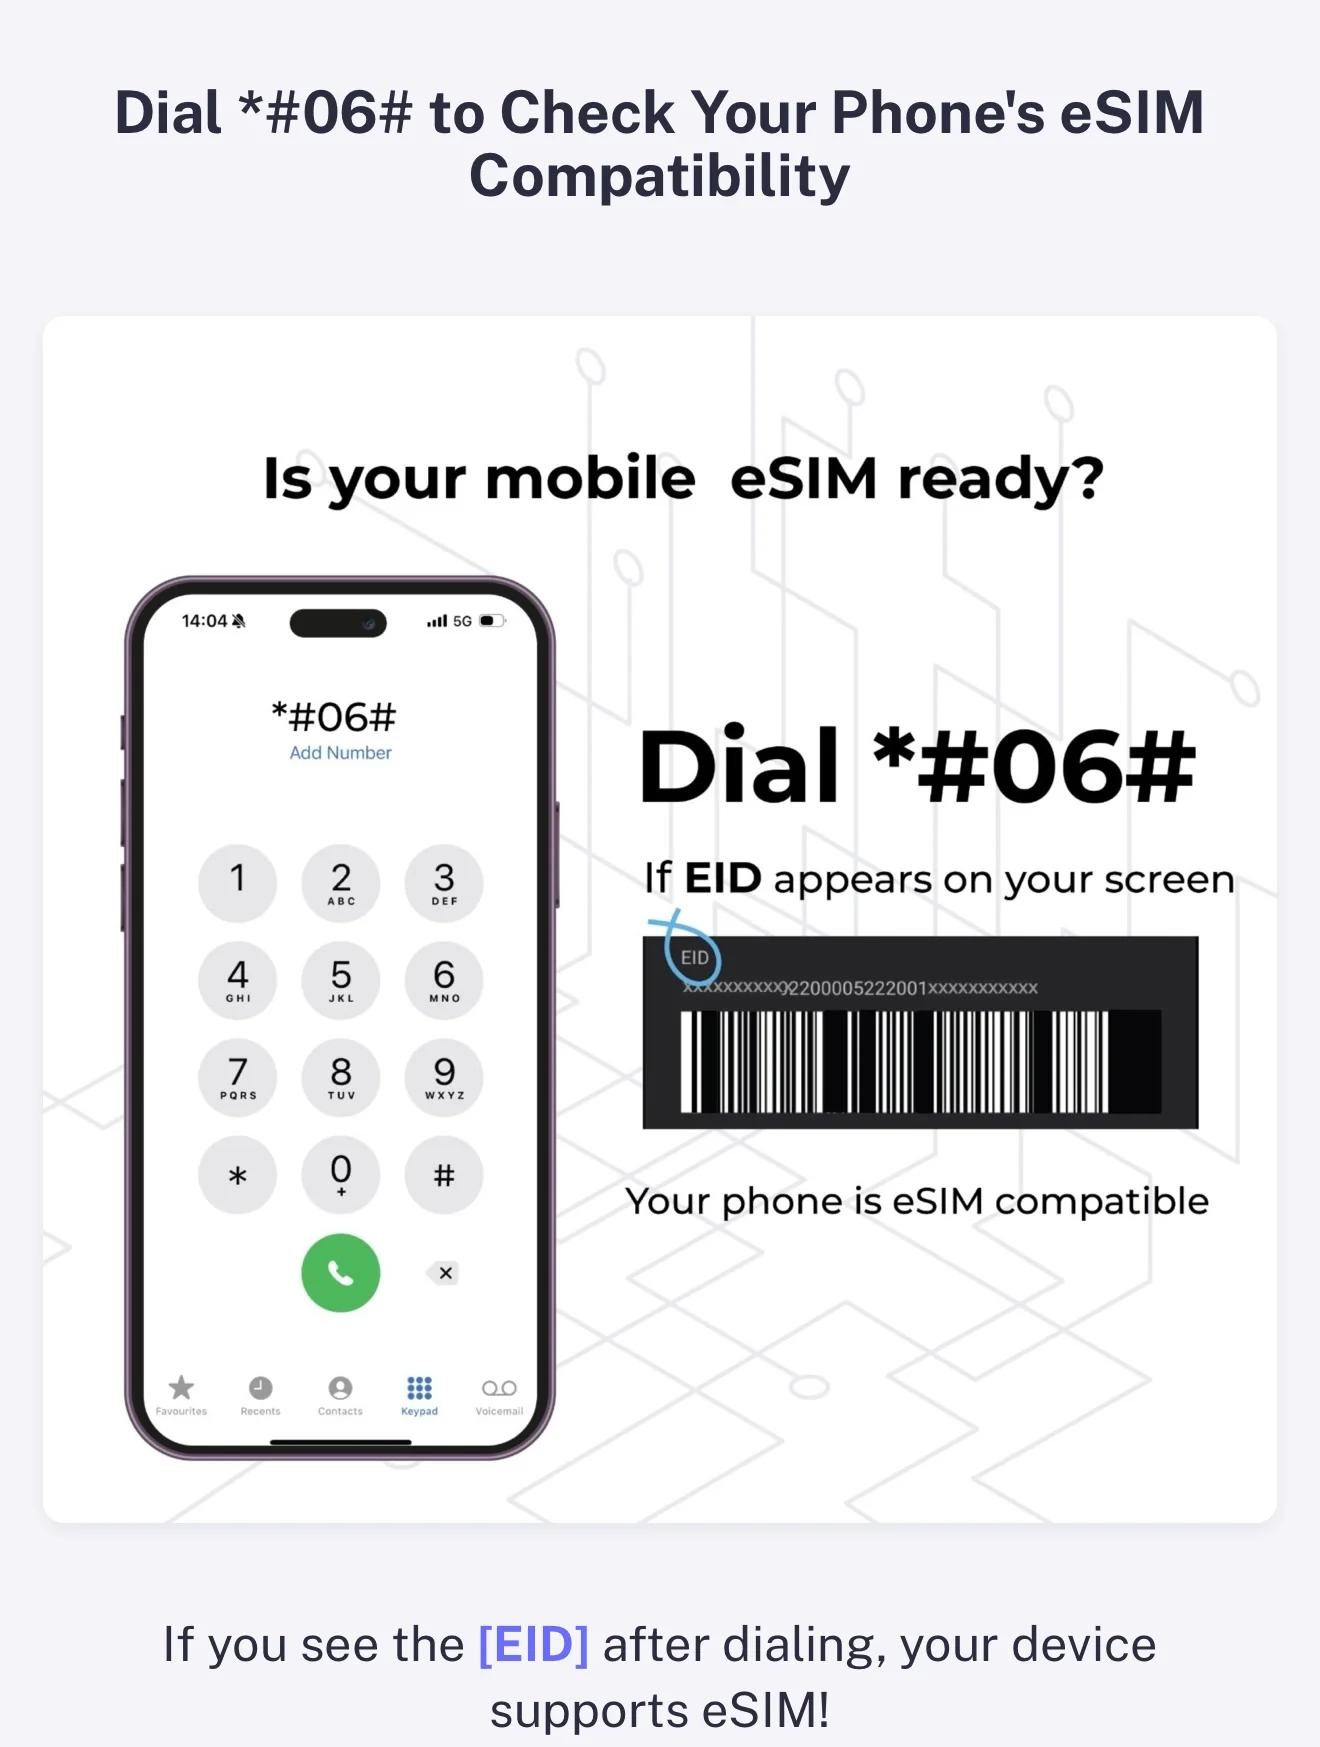 Dial *#06# to Check Your Phone's eSIM
Compatibility
Is your mobile eSIM ready?
14:04
5G
*#06#
Add Number
1
2
ABC
3
DEF
4
GHI
5
JKL
6
MNO
7
PQRS
8
TUV
9
WXYZ
*
0
+
#
Favourites
Recents
Contacts
Keypad
Voicemail
Dial *#06#
If EID appears on your screen
EID
xxxxxxxxxxx2200005222001xxxxxxxxxxx
Your phone is eSIM compatible
If you see the [EID] after dialing, your device
supports eSIM!